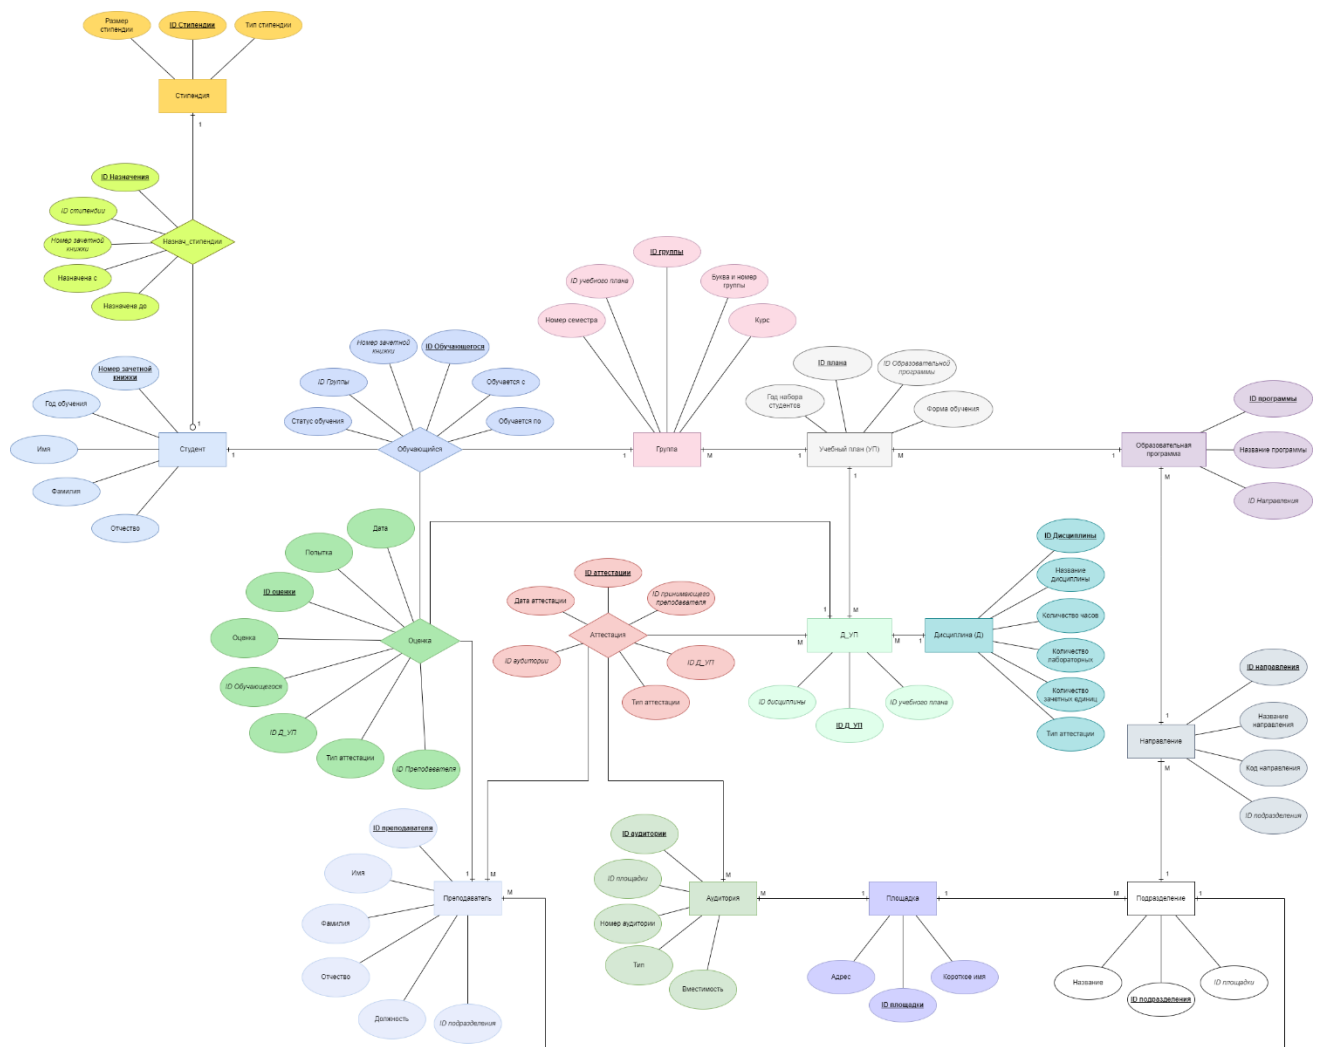 Размер
стипендии
ID Стипендии
Тип стипендии
Стипендия
1
ID Назначения
ID стипендии
Номер зачетной
книжки
Назначена с
Назначена до
Назнач_стипендии
1
Номер зачетной
книжки
Год обучения
Имя
Фамилия
Отчество
Студент
1
Номер зачетной
книжки
ID Обучающегося
ID Группы
Обучается с
Статус обучения
Обучается по
Обучающийся
1
ID группы
ID учебного плана
Буква и номер
группы
Номер семестра
Курс
Группа
M
ID плана
ID Образовательной
программы
Год набора
студентов
Форма обучения
1
Учебный план (УП)
M
1
M
ID программы
Название программы
ID Направления
Образовательная
программа
1
M
Дата
Попытка
ID оценки
Оценка
ID Обучающегося
ID Д_УП
Тип аттестации
ID Преподавателя
Оценка
ID аттестации
Дата аттестации
ID принимающего
преподавателя
Аттестация
ID аудитории
ID Д_УП
Тип аттестации
1
M
M
Д_УП
M
ID дисциплины
ID Д_УП
ID учебного плана
1
Дисциплина (Д)
ID Дисциплины
Название
дисциплины
Количество часов
Количество
лабораторных
Количество
зачетных единиц
Тип аттестации
1
Направление
M
ID направления
Название
направления
Код направления
ID подразделения
ID преподавателя
Имя
Фамилия
Отчество
Должность
ID подразделения
1
M
Преподаватель
M
ID аудитории
ID площадки
Номер аудитории
Тип
Вместимость
M
Аудитория
M
1
Площадка
1
Адрес
ID площадки
Короткое имя
M
1
Подразделение
1
Название
ID подразделения
ID площадки